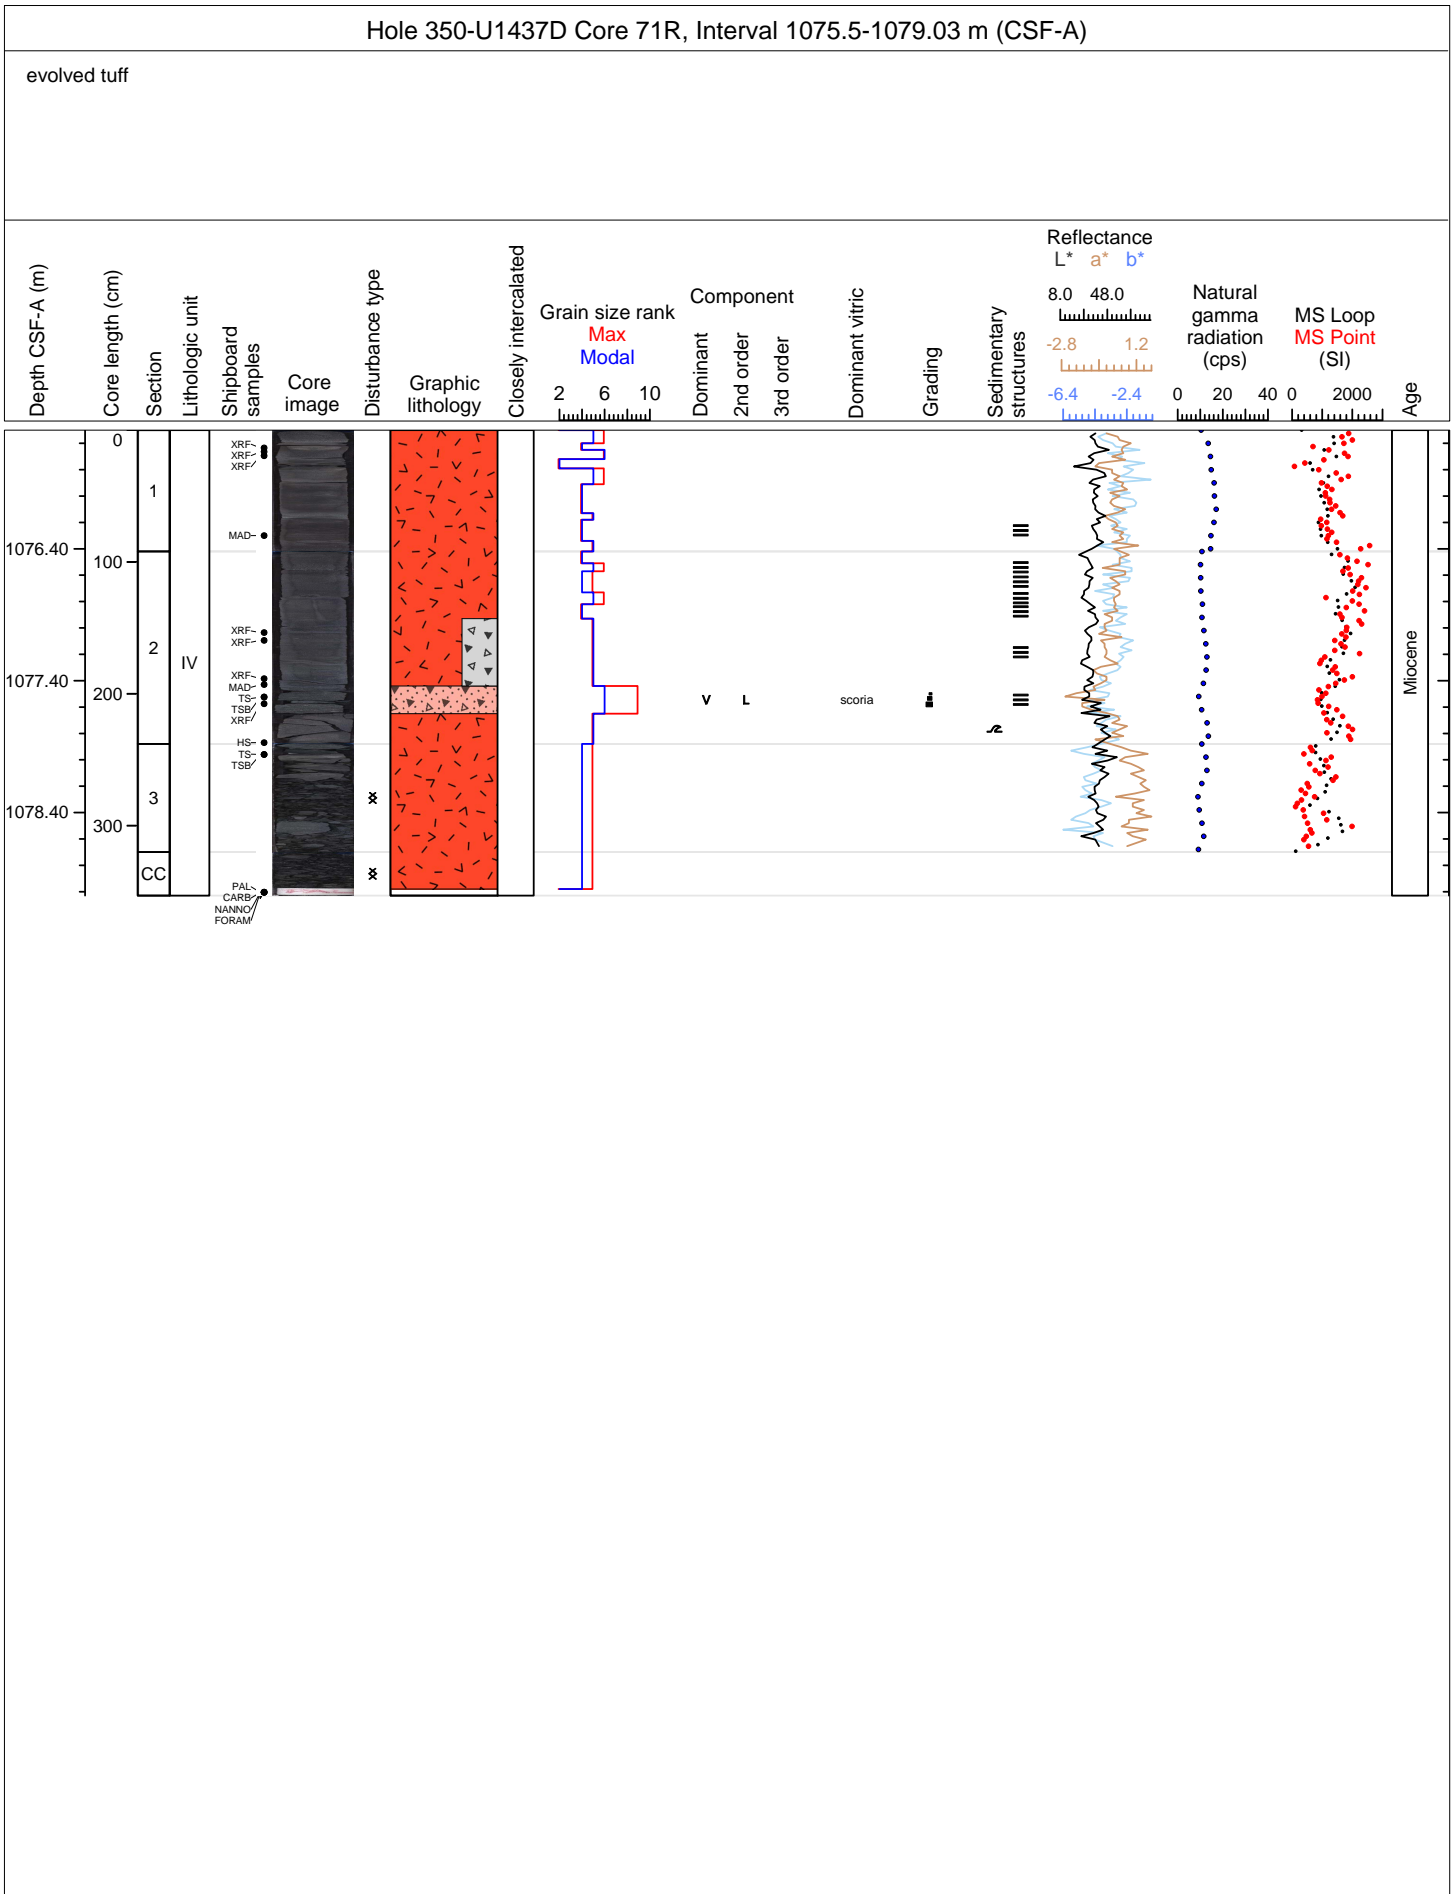 Hole 350-U1437D Core 71R, Interval 1075.5-1079.03 m (CSF-A)
evolved tuff
Depth CSF-A (m)
Core length (cm)
Section
Lithologic unit
Shipboard
samples
Core
image
Disturbance type
Graphic
lithology
Closely intercalated
Grain size rank
Max
Modal
2 6 10
Component
Dominant
2nd order
3rd order
Dominant vitric
Grading
Sedimentary
structures
Reflectance
L* a* b*
8.0 48.0
-2.8 1.2
-6.4 -2.4
Natural
gamma
radiation
(cps)
0 20 40
MS Loop
MS Point
(SI)
0 2000
Age
0
100
200
300
1076.40
1077.40
1078.40
1
2
3
CC
IV
XRF
XRF
XRF
MAD
XRF
XRF
XRF
MAD
TS
TSB
XRF
HS
TS
TSB
PAL
CARB
NANNO
FORAM
V L scoria
Miocene